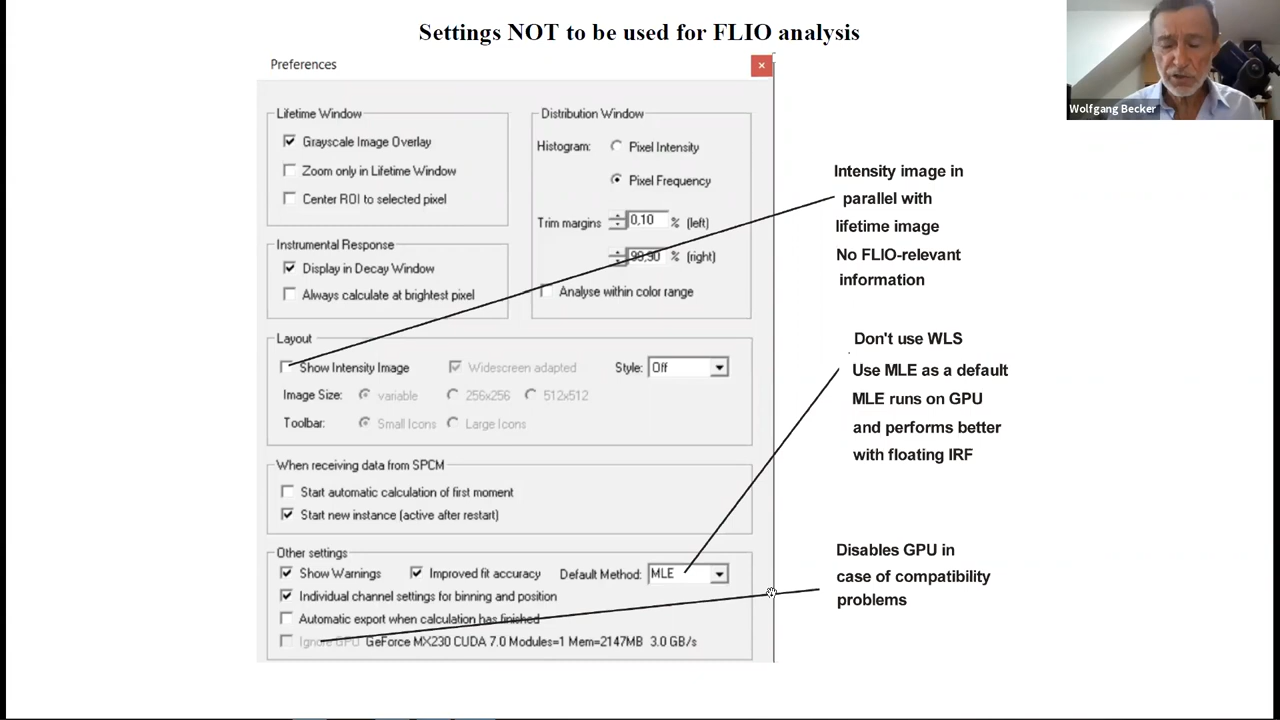 Settings NOT to be used for FLIO analysis
Wolfgang Becker
Preferences
Lifetime Window
Grayscale Image Overlay
Zoom only in Lifetime Window
Center ROI to selected pixel
Distribution Window
Histogram: Pixel Intensity
Pixel Frequency
Trim margins 0,10 % (left)
99,90 % (right)
Analyse within color range
Instrumental Response
Display in Decay Window
Always calculate at brightest pixel
Layout
Show Intensity Image Widescreen adapted Style: Off
Image Size: variable 256x256 512x512
Toolbar: Small Icons Large Icons
When receiving data from SPCM
Start automatic calculation of first moment
Start new instance (active after restart)
Other settings
Show Warnings Improved fit accuracy Default Method: MLE
Individual channel settings for binning and position
Automatic export when calculation has finished
Ignore GPU GeForce MX230 CUDA 7.0 Modules=1 Mem=2147MB 3.0 GB/s
Intensity image in
parallel with
lifetime image
No FLIO-relevant
information
Don't use WLS
Use MLE as a default
MLE runs on GPU
and performs better
with floating IRF
Disables GPU in
case of compatibility
problems